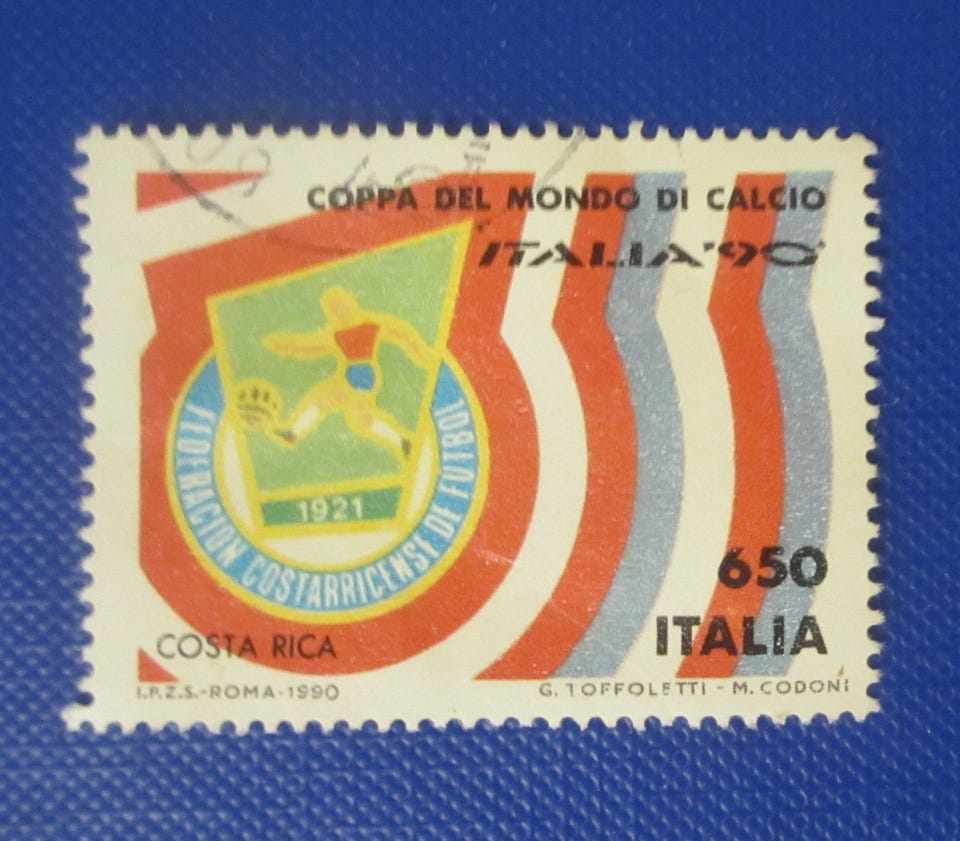 COPPA DEL MONDO DI CALCIO
ITALIA'90
1921
FEDERACION COSTARRICENSE DE FUTBOL
650
ITALIA
COSTA RICA
I.P.Z.S.-ROMA-1990
G. TOFFOLETTI - M. CODONI